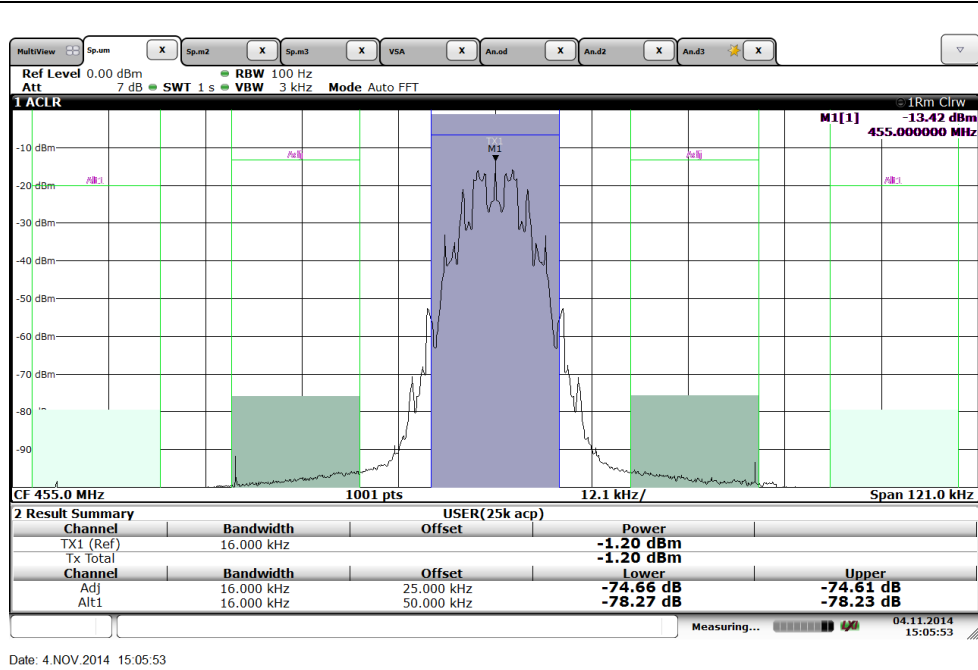 MultiView Sp.um X Sp.m2 X Sp.m3 X VSA X An.od X An.d2 X An.d3 X
Ref Level 0.00 dBm RBW 100 Hz
Att 7 dB SWT 1 s VBW 3 kHz Mode Auto FFT
1 ACLR 1Rm Clrw
M1[1] -13.42 dBm
455.000000 MHz
TX1
M1
-10 dBm
Adj Adj
Alt1 Alt1
-20 dBm
-30 dBm
-40 dBm
-50 dBm
-60 dBm
-70 dBm
-80
-90
CF 455.0 MHz 1001 pts 12.1 kHz/ Span 121.0 kHz
2 Result Summary USER(25k acp)
Channel Bandwidth Offset Power
TX1 (Ref) 16.000 kHz -1.20 dBm
Tx Total -1.20 dBm
Channel Bandwidth Offset Lower Upper
Adj 16.000 kHz 25.000 kHz -74.66 dB -74.61 dB
Alt1 16.000 kHz 50.000 kHz -78.27 dB -78.23 dB
Measuring... 04.11.2014
15:05:53
Date: 4.NOV.2014 15:05:53